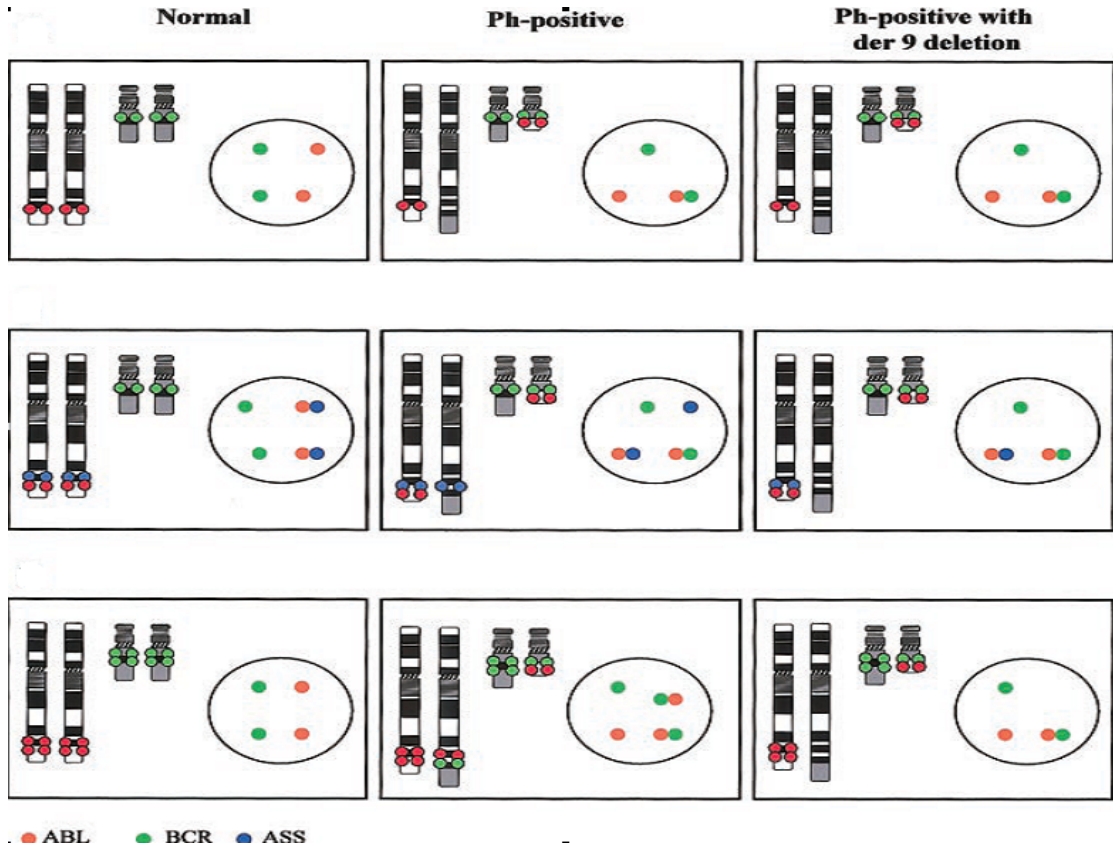 Normal
Ph-positive
Ph-positive with
der 9 deletion
ABL BCR ASS